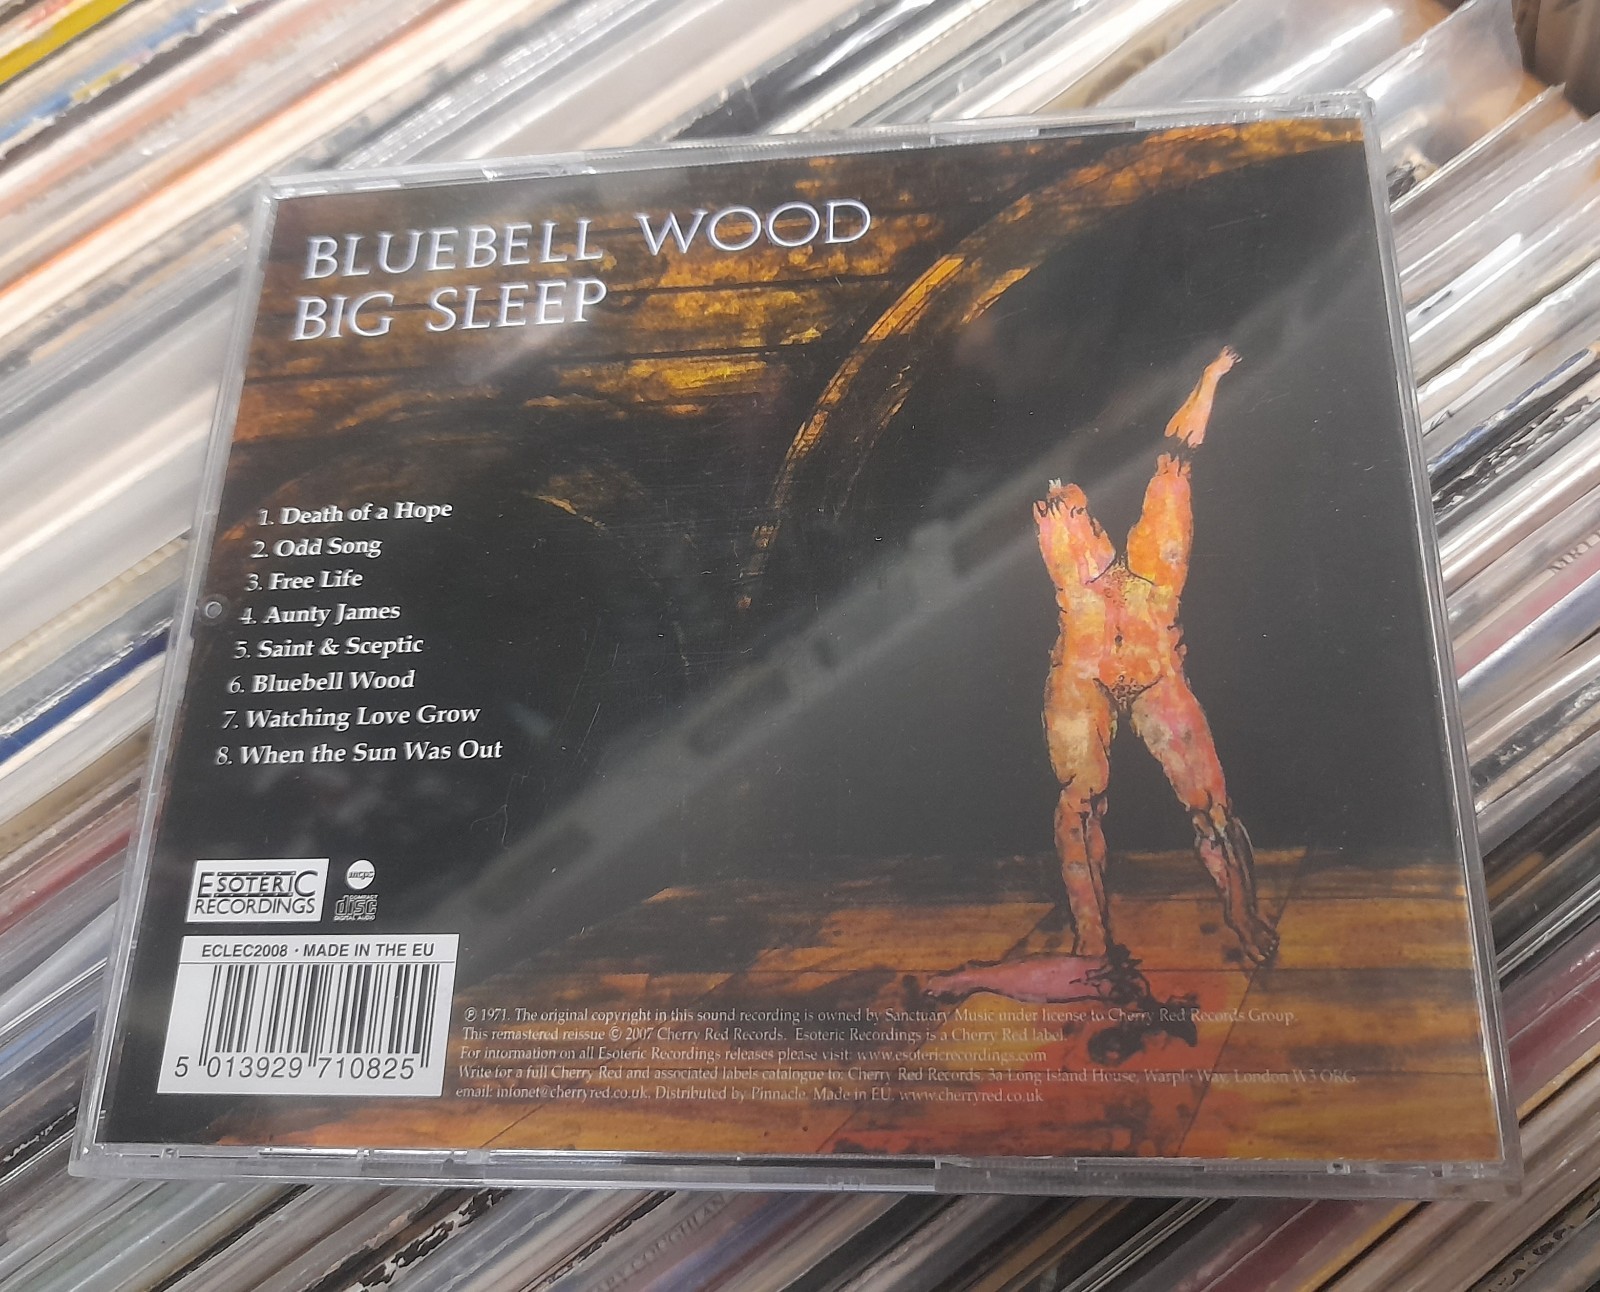 BLUEBELL WOOD
BIG SLEEP
1. Death of a Hope
2. Odd Song
3. Free Life
4. Aunty James
5. Saint & Sceptic
6. Bluebell Wood
7. Watching Love Grow
8. When the Sun Was Out
ESOTERIC
RECORDINGS
mcps
COMPACT
disc
DIGITAL AUDIO
ECLEC2008 · MADE IN THE EU
5 013929 710825
℗ 1971. The original copyright in this sound recording is owned by Sanctuary Music under license to Cherry Red Records Group.
This remastered reissue © 2007 Cherry Red Records. Esoteric Recordings is a Cherry Red label.
For information on all Esoteric Recordings releases please visit: www.esotericrecordings.com
Write for a full Cherry Red and associated labels catalogue to: Cherry Red Records, 3a Long Island House, Warple Way, London W3 0RG
email: infonet@cherryred.co.uk. Distributed by Pinnacle. Made in EU. www.cherryred.co.uk
COUGHLAN